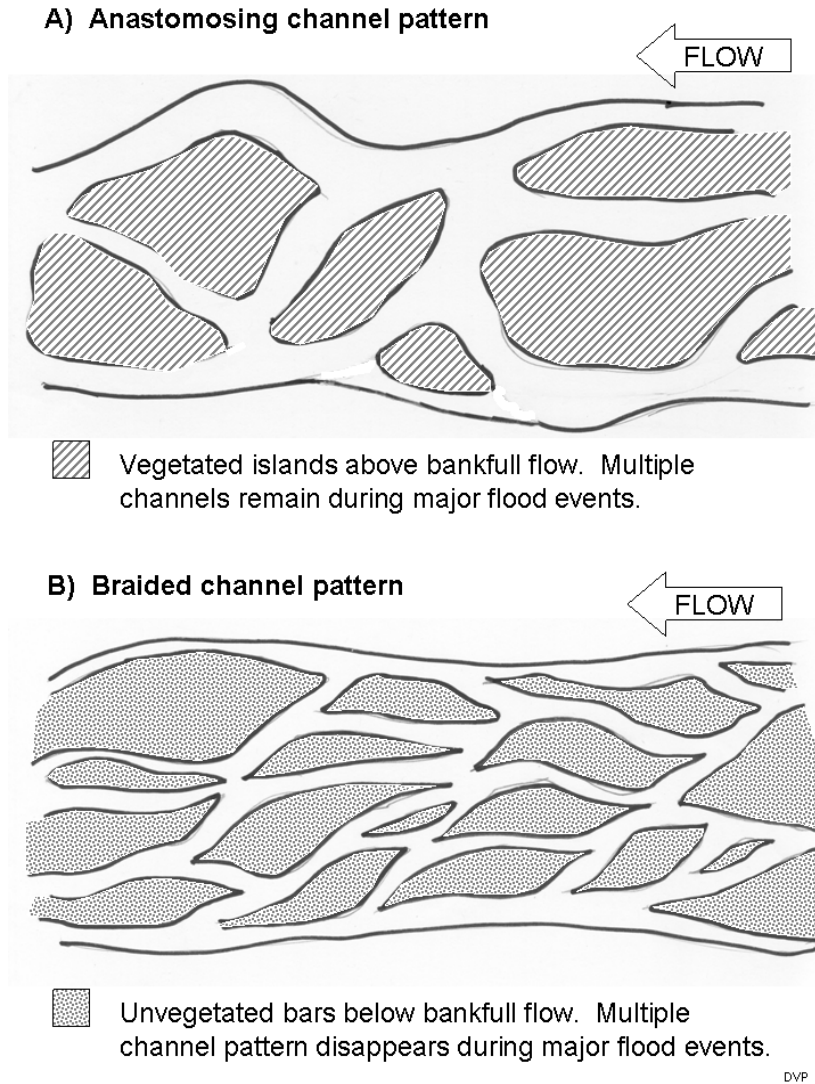 A) Anastomosing channel pattern
FLOW
Vegetated islands above bankfull flow. Multiple
channels remain during major flood events.
B) Braided channel pattern
FLOW
Unvegetated bars below bankfull flow. Multiple
channel pattern disappears during major flood events.
DVP